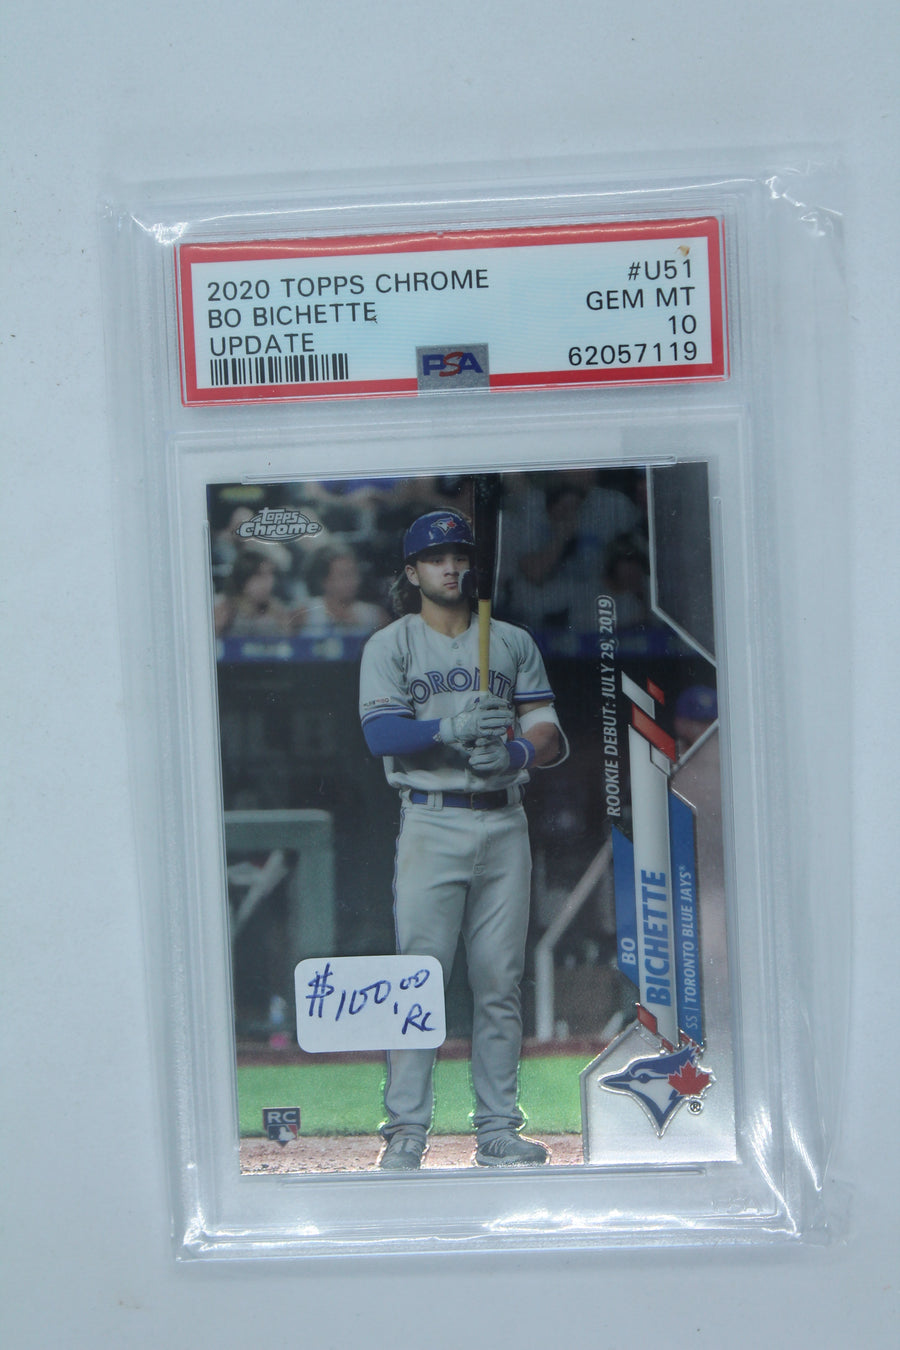 2020 TOPPS CHROME #U51
BO BICHETTE GEM MT
UPDATE 10
PSA 62057119
Topps
Chrome
TORONTO
ROOKIE DEBUT: JULY 29, 2019
BO
BICHETTE
SS | TORONTO BLUE JAYS®
$100.00
RC
RC
®